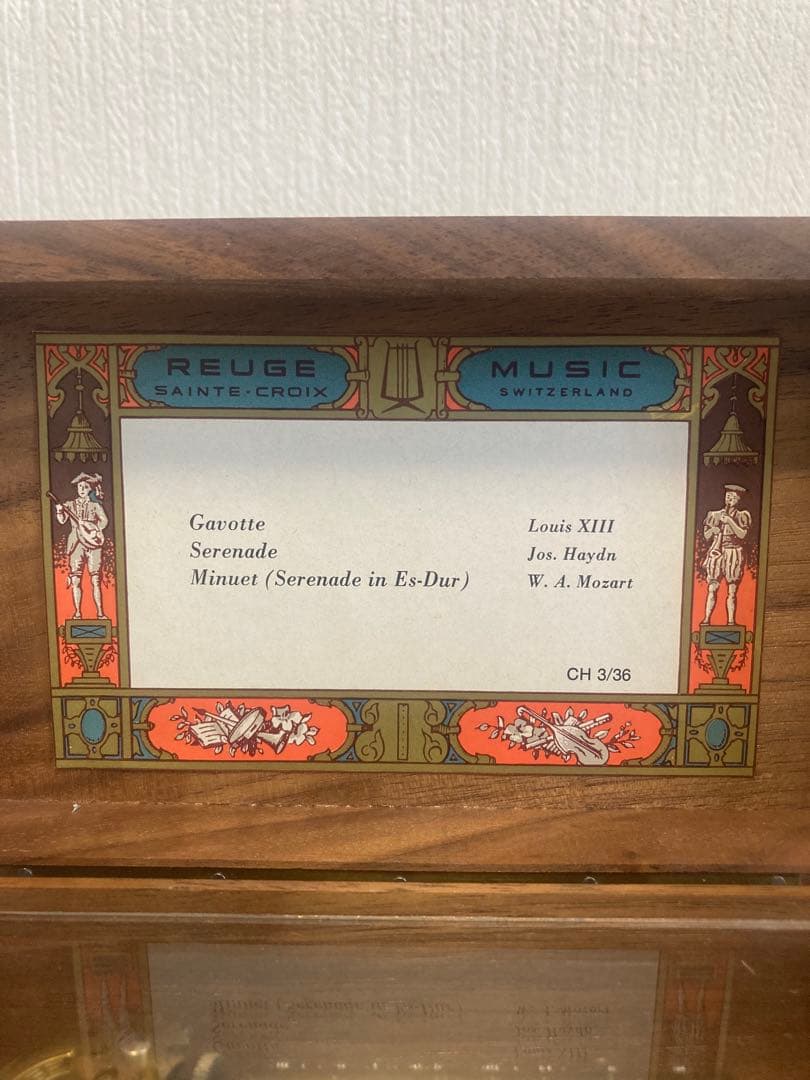 REUGE MUSIC
SAINTE-CROIX SWITZERLAND
Gavotte Louis XIII
Serenade Jos. Haydn
Minuet (Serenade in Es-Dur) W. A. Mozart
CH 3/36